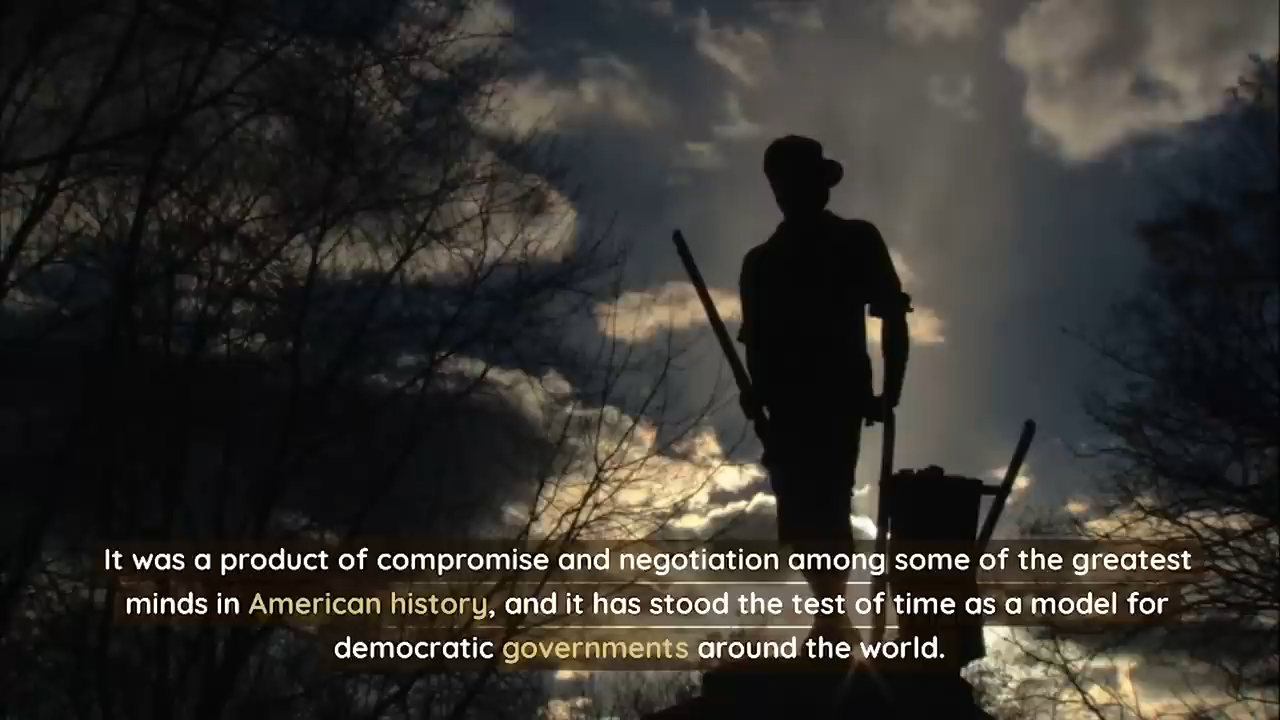 It was a product of compromise and negotiation among some of the greatest
minds in American history, and it has stood the test of time as a model for
democratic governments around the world.